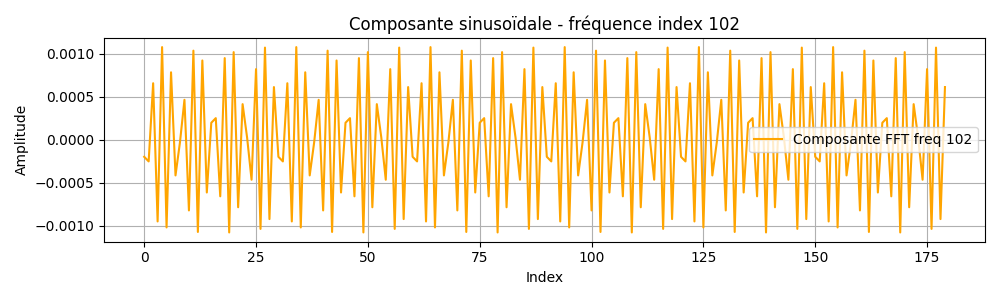 Composante sinusoïdale - fréquence index 102
Amplitude
0.0010
0.0005
0.0000
−0.0005
−0.0010
Composante FFT freq 102
0 25 50 75 100 125 150 175
Index